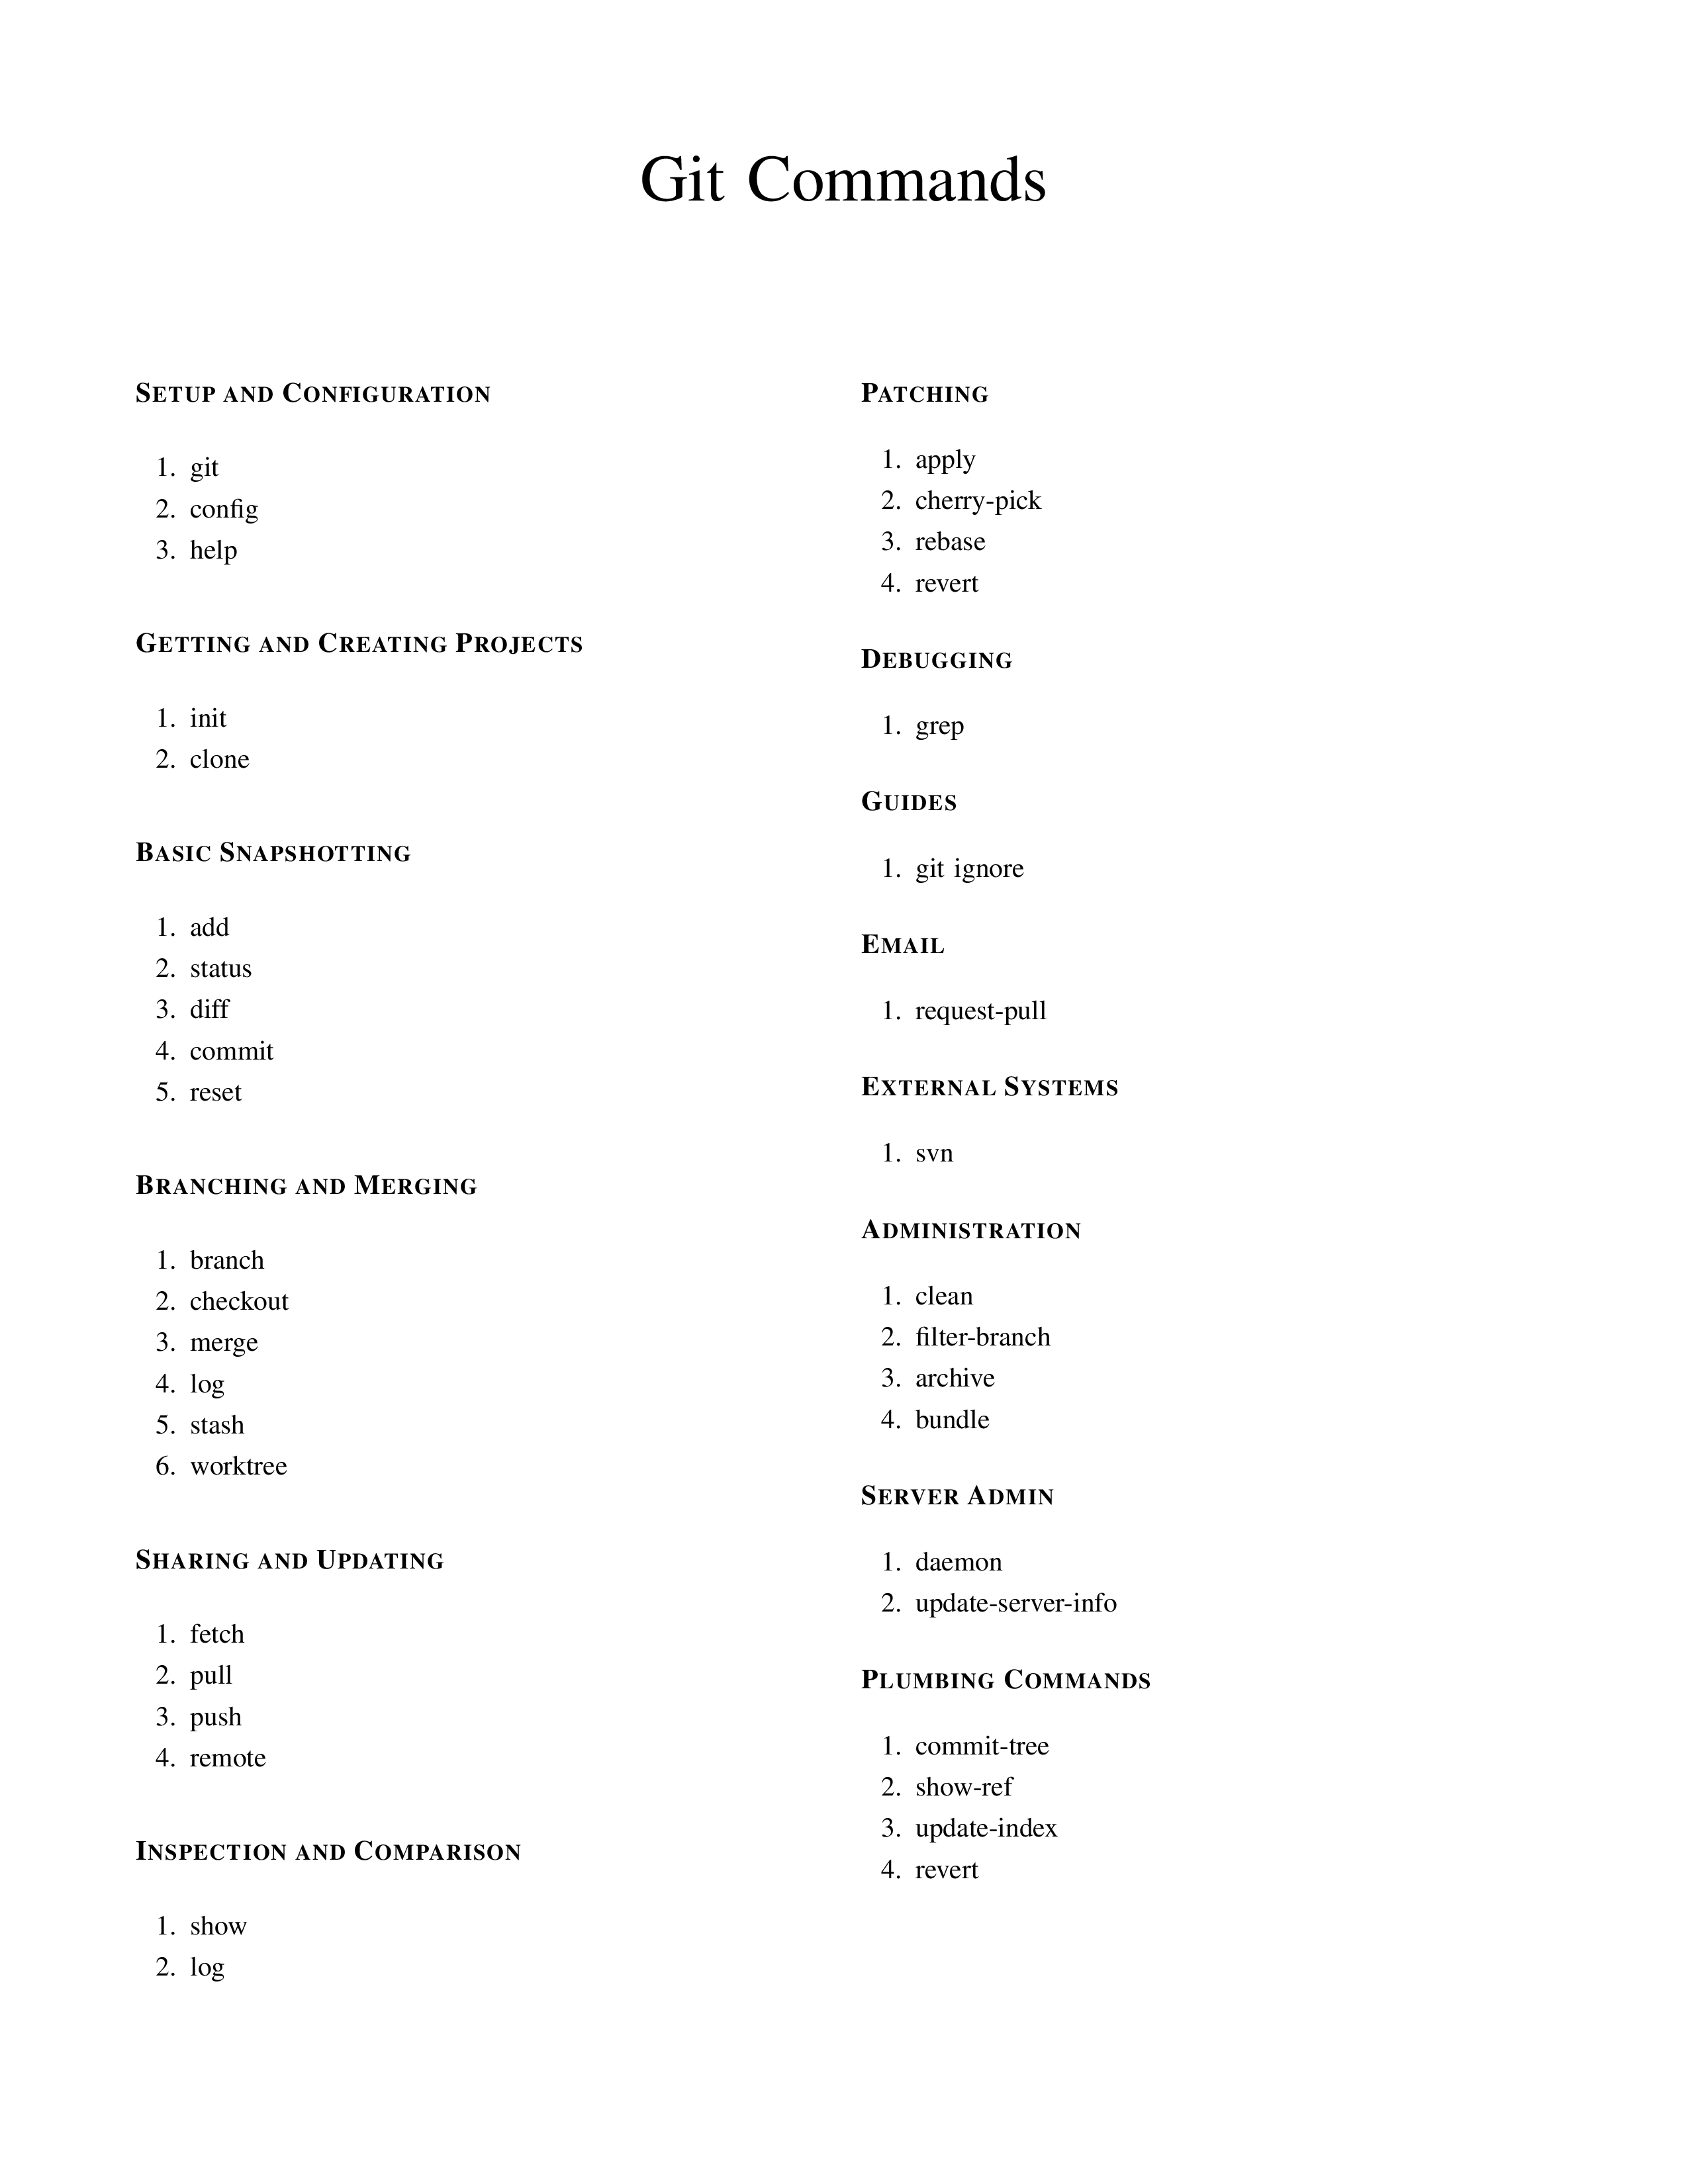 Git Commands
SETUP AND CONFIGURATION
1. git
2. config
3. help
GETTING AND CREATING PROJECTS
1. init
2. clone
BASIC SNAPSHOTTING
1. add
2. status
3. diff
4. commit
5. reset
BRANCHING AND MERGING
1. branch
2. checkout
3. merge
4. log
5. stash
6. worktree
SHARING AND UPDATING
1. fetch
2. pull
3. push
4. remote
INSPECTION AND COMPARISON
1. show
2. log
PATCHING
1. apply
2. cherry-pick
3. rebase
4. revert
DEBUGGING
1. grep
GUIDES
1. git ignore
EMAIL
1. request-pull
EXTERNAL SYSTEMS
1. svn
ADMINISTRATION
1. clean
2. filter-branch
3. archive
4. bundle
SERVER ADMIN
1. daemon
2. update-server-info
PLUMBING COMMANDS
1. commit-tree
2. show-ref
3. update-index
4. revert